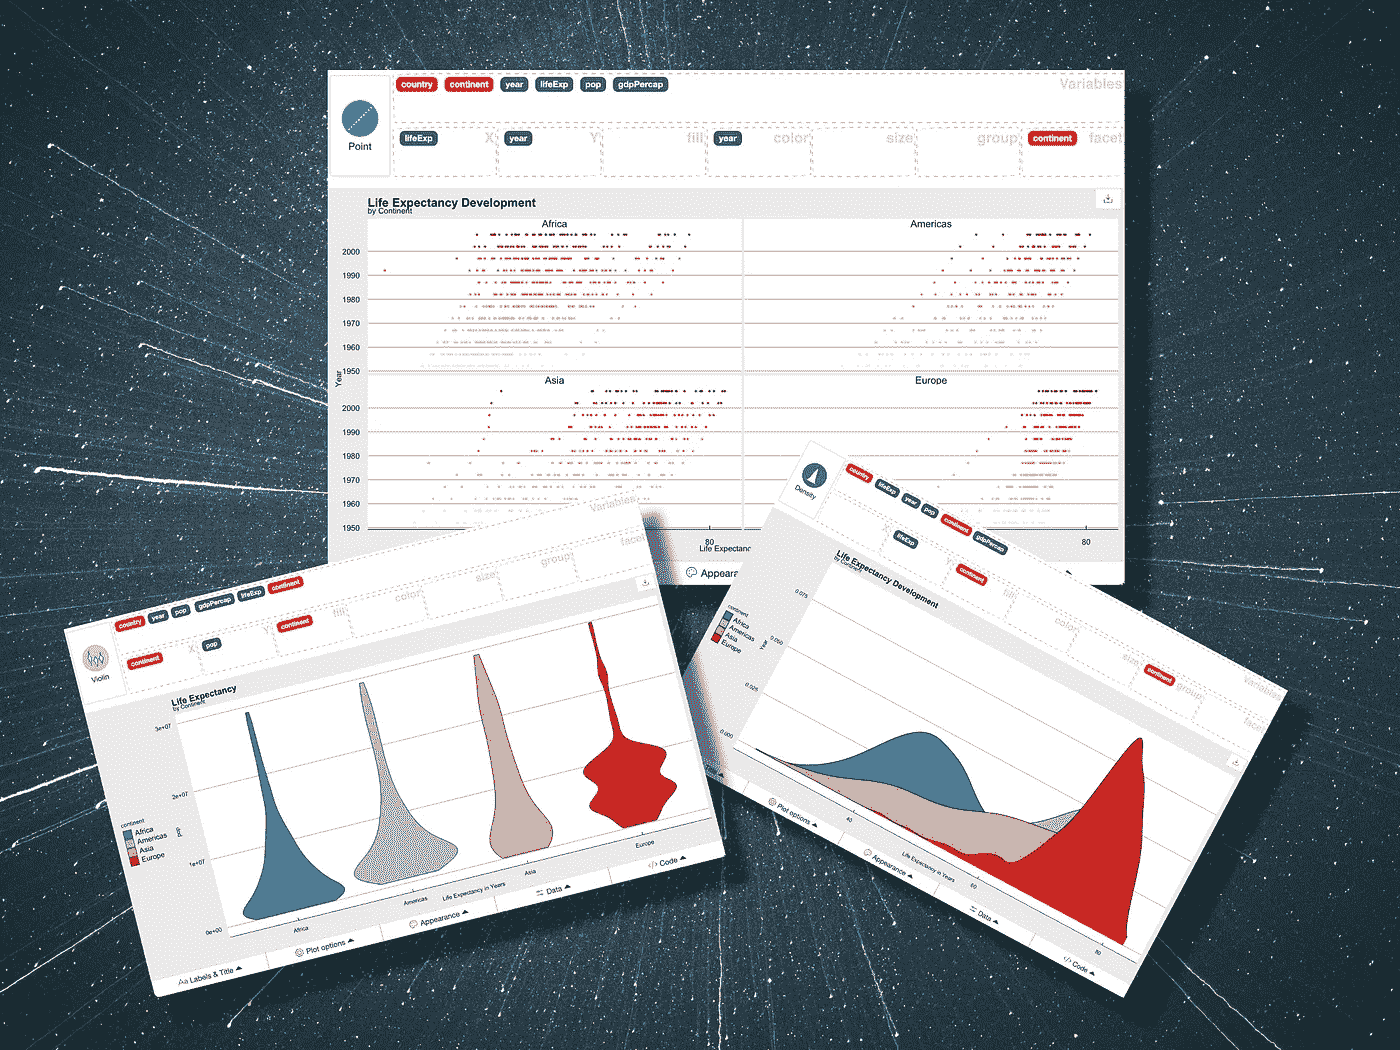 country continent year lifeExp pop gdpPercap Variables
Point
lifeExp X year Y fill year color size group continent facet
Life Expectancy Development
by Continent
Africa Americas
2000
1990
1980
1970
1960
1950
Year
Asia Europe
2000
1990
1980
1970
1960
1950
80 80
Life Expectanc
Appeara
Variables
country year pop gdpPercap lifeExp continent
Violin
continent X pop continent fill color size group facet
Life Expectancy
by Continent
3e+07
2e+07
1e+07
0e+00
continent
Africa
Americas
Asia
Europe
Africa Americas Asia Europe
Life Expectancy in Years
Aa Labels & Title Plot options Appearance Data </> Code
Density
country lifeExp year pop continent gdpPercap Variables
X lifeExp continent fill color size continent group facet
Life Expectancy Development
by Continent
0.075
0.050
0.025
0.000
Year
continent
Africa
Americas
Asia
Europe
40 60 80
Life Expectancy in Years
Plot options Appearance Data </> Code